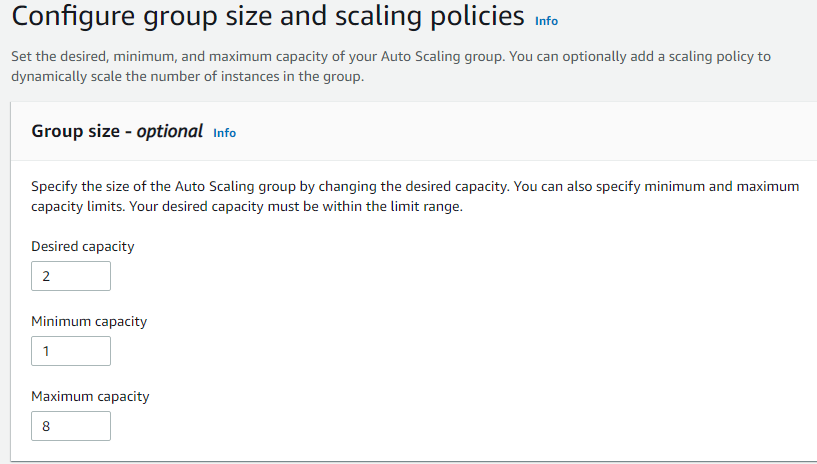 Configure group size and scaling policies Info
Set the desired, minimum, and maximum capacity of your Auto Scaling group. You can optionally add a scaling policy to
dynamically scale the number of instances in the group.
Group size - optional Info
Specify the size of the Auto Scaling group by changing the desired capacity. You can also specify minimum and maximum
capacity limits. Your desired capacity must be within the limit range.
Desired capacity
2
Minimum capacity
1
Maximum capacity
8